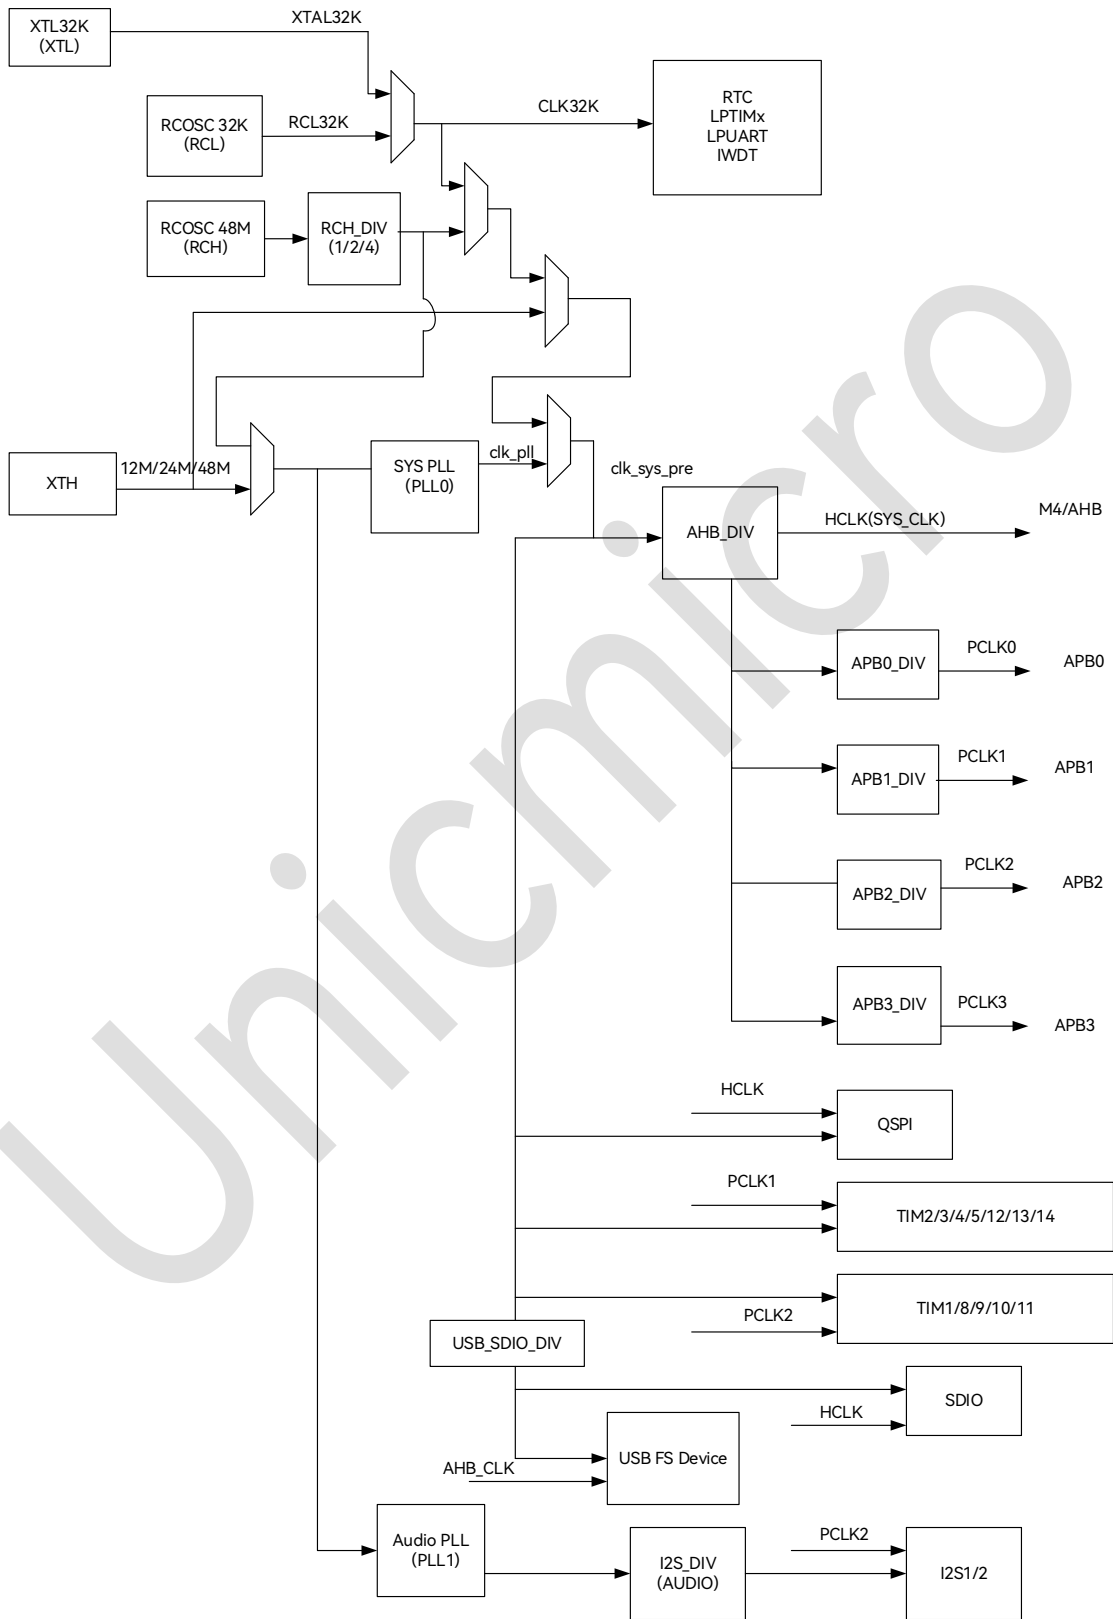 XTL32K
(XTL)
XTAL32K
RCOSC 32K
(RCL)
RCL32K
CLK32K
RTC
LPTIMx
LPUART
IWDT
RCOSC 48M
(RCH)
RCH_DIV
(1/2/4)
XTH
12M/24M/48M
SYS PLL
(PLL0)
clk_pll
clk_sys_pre
AHB_DIV
HCLK(SYS_CLK)
M4/AHB
APB0_DIV
PCLK0
APB0
APB1_DIV
PCLK1
APB1
APB2_DIV
PCLK2
APB2
APB3_DIV
PCLK3
APB3
HCLK
QSPI
PCLK1
TIM2/3/4/5/12/13/14
PCLK2
TIM1/8/9/10/11
USB_SDIO_DIV
HCLK
SDIO
AHB_CLK
USB FS Device
Audio PLL
(PLL1)
I2S_DIV
(AUDIO)
PCLK2
I2S1/2
Unicmicro